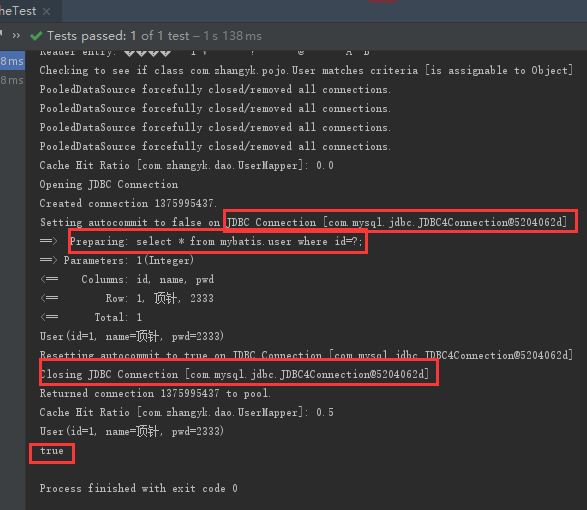 heTest ×
» ✔ Tests passed: 1 of 1 test – 1 s 138 ms
8 ms
8 ms
Reader entry:
Checking to see if class com.zhangyk.pojo.User matches criteria [is assignable to Object]
PooledDataSource forcefully closed/removed all connections.
PooledDataSource forcefully closed/removed all connections.
PooledDataSource forcefully closed/removed all connections.
PooledDataSource forcefully closed/removed all connections.
Cache Hit Ratio [com.zhangyk.dao.UserMapper]: 0.0
Opening JDBC Connection
Created connection 1375995437.
Setting autocommit to false on JDBC Connection [com.mysql.jdbc.JDBC4Connection@5204062d]
==>  Preparing: select * from mybatis.user where id=?;
==> Parameters: 1(Integer)
<==    Columns: id, name, pwd
<==        Row: 1, 顶针, 2333
<==      Total: 1
User(id=1, name=顶针, pwd=2333)
Resetting autocommit to true on JDBC Connection [com.mysql.jdbc.JDBC4Connection@5204062d]
Closing JDBC Connection [com.mysql.jdbc.JDBC4Connection@5204062d]
Returned connection 1375995437 to pool.
Cache Hit Ratio [com.zhangyk.dao.UserMapper]: 0.5
User(id=1, name=顶针, pwd=2333)
true
Process finished with exit code 0